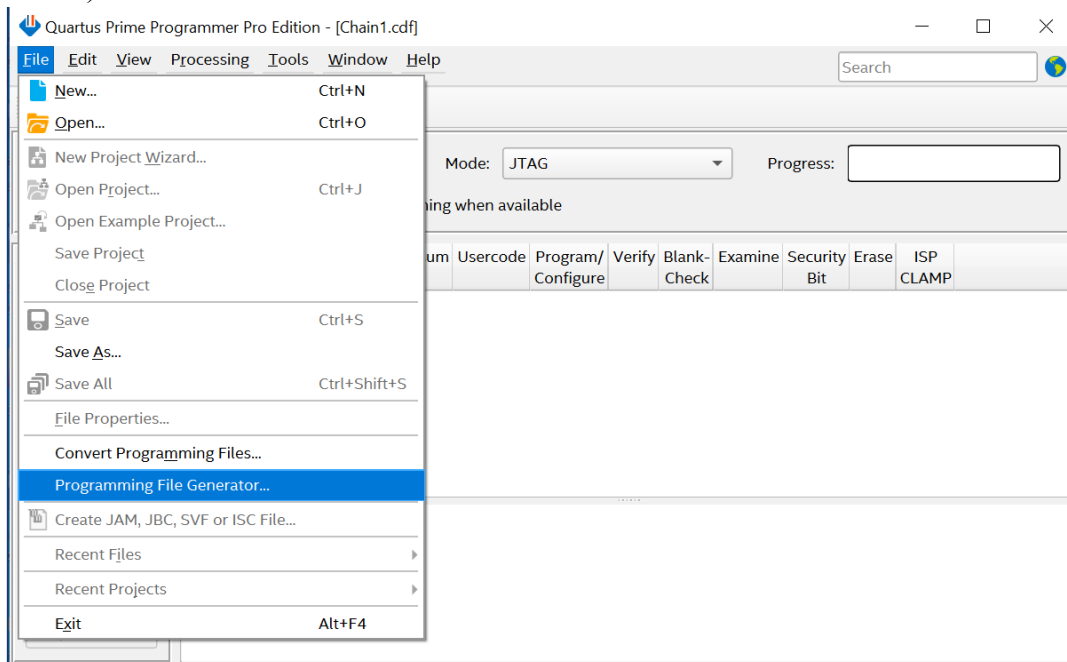 Quartus Prime Programmer Pro Edition - [Chain1.cdf]
File Edit View Processing Tools Window Help
Search
New... Ctrl+N
Open... Ctrl+O
New Project Wizard...
Open Project... Ctrl+J
Open Example Project...
Save Project
Close Project
Save Ctrl+S
Save As...
Save All Ctrl+Shift+S
File Properties...
Convert Programming Files...
Programming File Generator...
Create JAM, JBC, SVF or ISC File...
Recent Files
Recent Projects
Exit Alt+F4
Mode: JTAG Progress:
ing when available
um Usercode Program/ Verify Blank- Examine Security Erase ISP
Configure Check Bit CLAMP